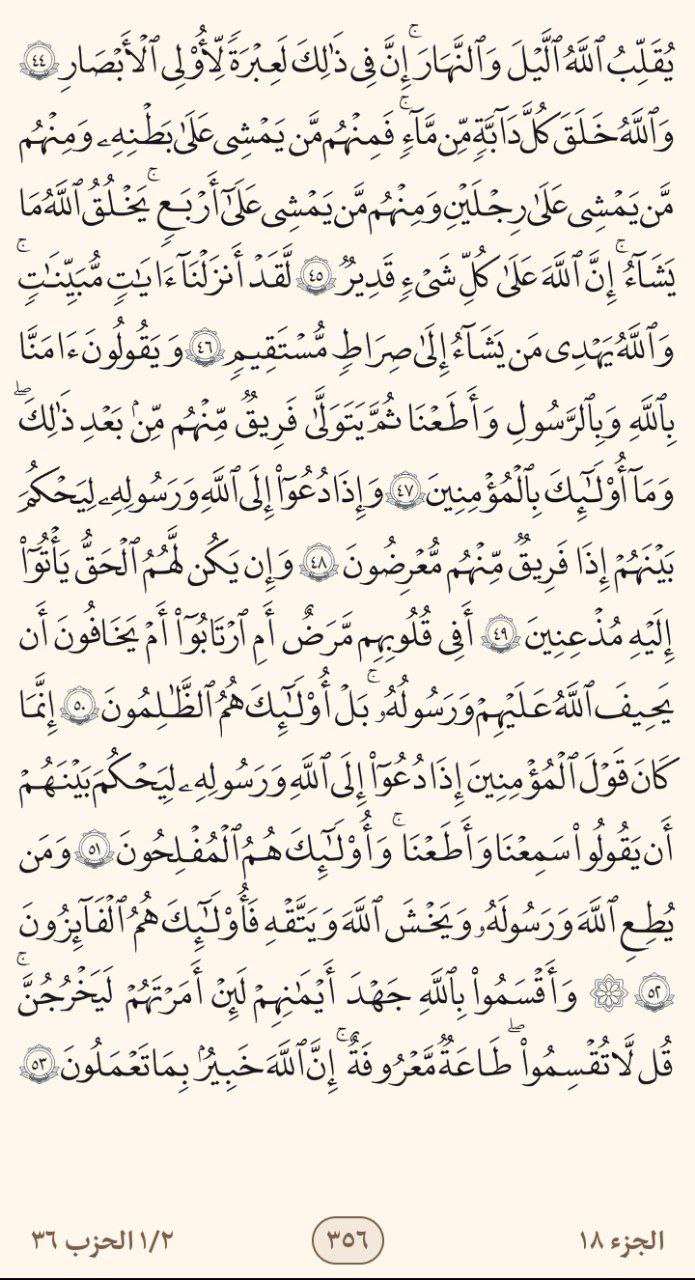 يُقَلِّبُ ٱللَّهُ ٱلَّيۡلَ وَٱلنَّهَارَۚ إِنَّ فِي ذَٰلِكَ لَعِبۡرَةٗ لِّأُوْلِي ٱلۡأَبۡصَٰرِ ٤٤
وَٱللَّهُ خَلَقَ كُلَّ دَآبَّةٖ مِّن مَّآءٖۖ فَمِنۡهُم مَّن يَمۡشِي عَلَىٰ بَطۡنِهِۦ وَمِنۡهُم
مَّن يَمۡشِي عَلَىٰ رِجۡلَيۡنِ وَمِنۡهُم مَّن يَمۡشِي عَلَىٰٓ أَرۡبَعٖۚ يَخۡلُقُ ٱللَّهُ مَا
يَشَآءُۚ إِنَّ ٱللَّهَ عَلَىٰ كُلِّ شَيۡءٖ قَدِيرٞ ٤٥ لَّقَدۡ أَنزَلۡنَآ ءَايَٰتٖ مُّبَيِّنَٰتٖۚ
وَٱللَّهُ يَهۡدِي مَن يَشَآءُ إِلَىٰ صِرَٰطٖ مُّسۡتَقِيمٖ ٤٦ وَيَقُولُونَ ءَامَنَّا
بِٱللَّهِ وَبِٱلرَّسُولِ وَأَطَعۡنَا ثُمَّ يَتَوَلَّىٰ فَرِيقٞ مِّنۡهُم مِّنۢ بَعۡدِ ذَٰلِكَۖ
وَمَآ أُوْلَٰٓئِكَ بِٱلۡمُؤۡمِنِينَ ٤٧ وَإِذَا دُعُوٓاْ إِلَى ٱللَّهِ وَرَسُولِهِۦ لِيَحۡكُمَ
بَيۡنَهُمۡ إِذَا فَرِيقٞ مِّنۡهُم مُّعۡرِضُونَ ٤٨ وَإِن يَكُن لَّهُمُ ٱلۡحَقُّ يَأۡتُوٓاْ
إِلَيۡهِ مُذۡعِنِينَ ٤٩ أَفِي قُلُوبِهِم مَّرَضٌ أَمِ ٱرۡتَابُوٓاْ أَمۡ يَخَافُونَ أَن
يَحِيفَ ٱللَّهُ عَلَيۡهِمۡ وَرَسُولُهُۥۚ بَلۡ أُوْلَٰٓئِكَ هُمُ ٱلظَّٰلِمُونَ ٥٠ إِنَّمَا
كَانَ قَوۡلَ ٱلۡمُؤۡمِنِينَ إِذَا دُعُوٓاْ إِلَى ٱللَّهِ وَرَسُولِهِۦ لِيَحۡكُمَ بَيۡنَهُمۡ
أَن يَقُولُواْ سَمِعۡنَا وَأَطَعۡنَاۚ وَأُوْلَٰٓئِكَ هُمُ ٱلۡمُفۡلِحُونَ ٥١ وَمَن
يُطِعِ ٱللَّهَ وَرَسُولَهُۥ وَيَخۡشَ ٱللَّهَ وَيَتَّقۡهِ فَأُوْلَٰٓئِكَ هُمُ ٱلۡفَآئِزُونَ
٥٢ ۞ وَأَقۡسَمُواْ بِٱللَّهِ جَهۡدَ أَيۡمَٰنِهِمۡ لَئِنۡ أَمَرۡتَهُمۡ لَيَخۡرُجُنَّۖ
قُل لَّا تُقۡسِمُواْۖ طَاعَةٞ مَّعۡرُوفَةٌۚ إِنَّ ٱللَّهَ خَبِيرُۢ بِمَا تَعۡمَلُونَ ٥٣
الجزء ١٨ ٣٥٦ ١/٢ الحزب ٣٦